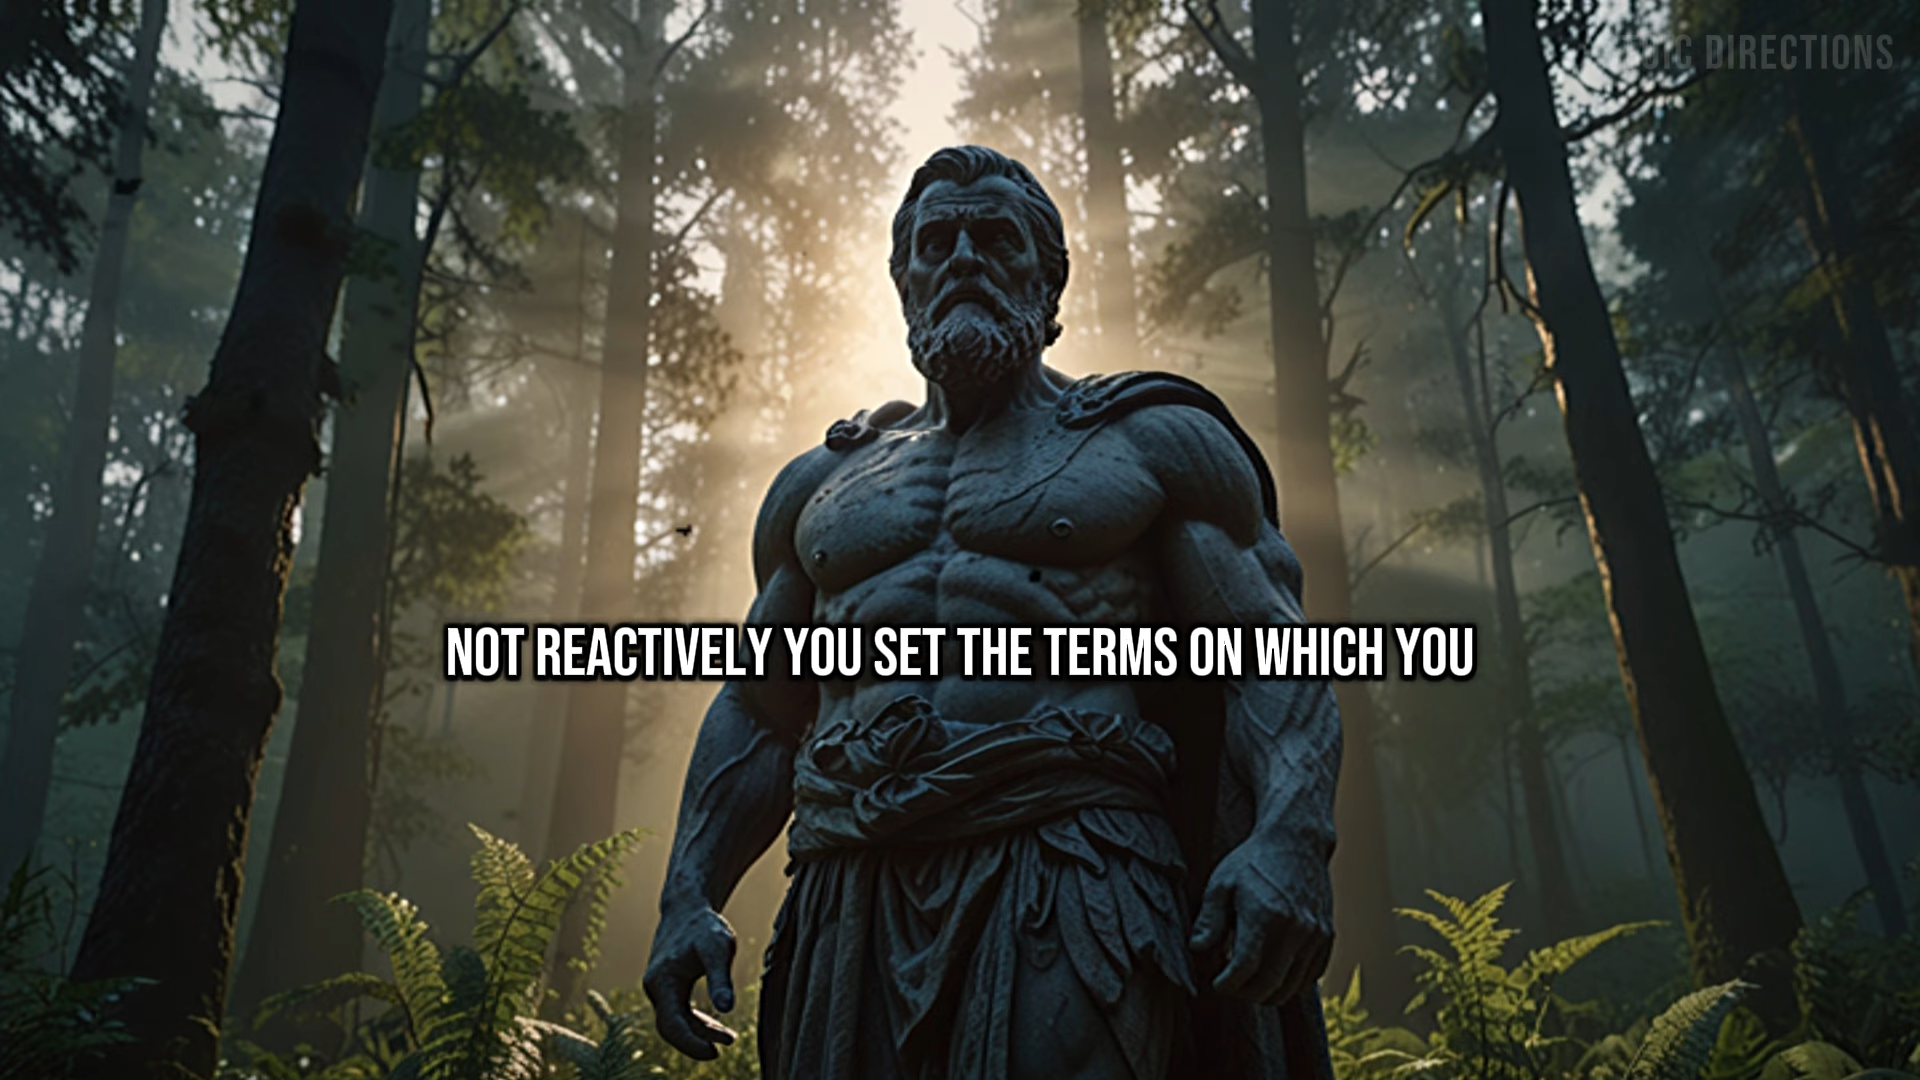 DIRECTIONS
NOT REACTIVELY YOU SET THE TERMS ON WHICH YOU